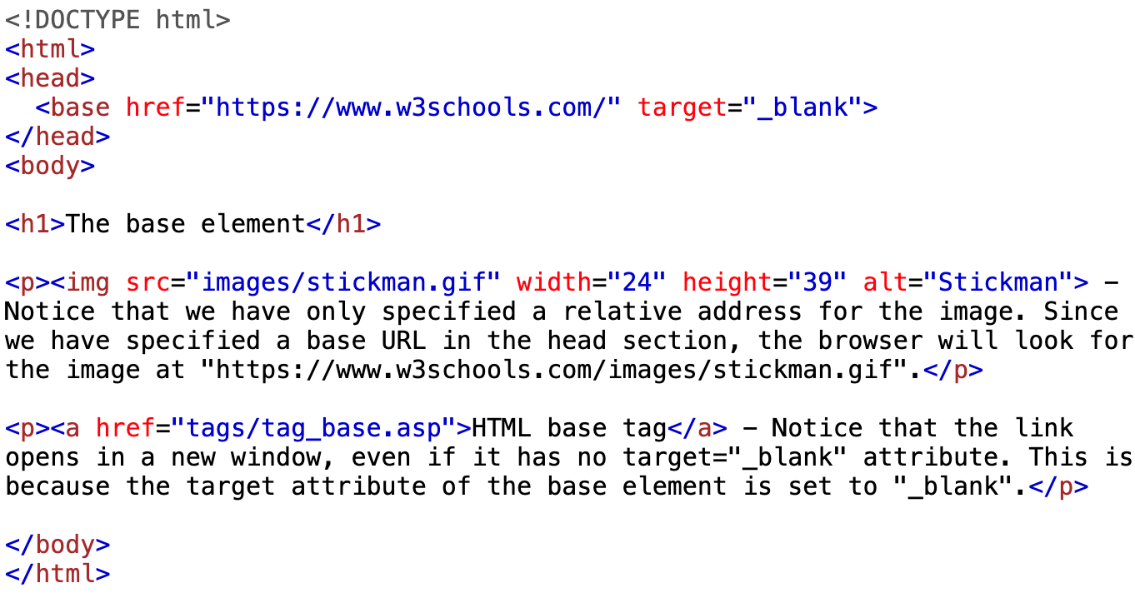 <!DOCTYPE html>
<html>
<head>
  <base href="https://www.w3schools.com/" target="_blank">
</head>
<body>

<h1>The base element</h1>

<p><img src="images/stickman.gif" width="24" height="39" alt="Stickman"> –
Notice that we have only specified a relative address for the image. Since
we have specified a base URL in the head section, the browser will look for
the image at "https://www.w3schools.com/images/stickman.gif".</p>

<p><a href="tags/tag_base.asp">HTML base tag</a> – Notice that the link
opens in a new window, even if it has no target="_blank" attribute. This is
because the target attribute of the base element is set to "_blank".</p>

</body>
</html>